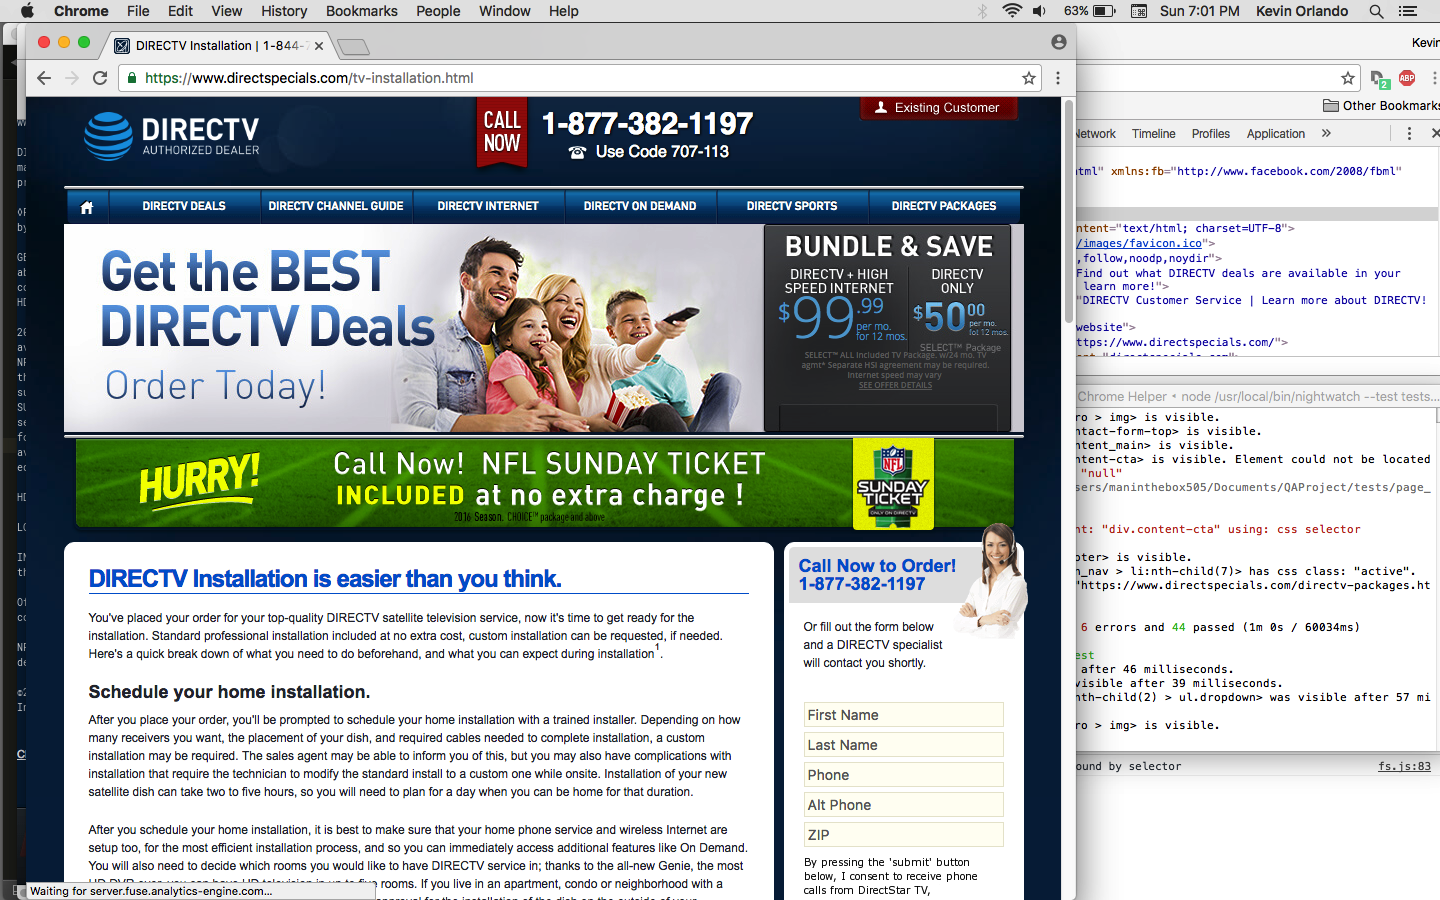 Chrome File Edit View History Bookmarks People Window Help
63% Sun 7:01 PM Kevin Orlando
DIRECTV Installation | 1-844-7
https://www.directspecials.com/tv-installation.html
DIRECTV
AUTHORIZED DEALER
CALL
NOW
1-877-382-1197
Use Code 707-113
Existing Customer
DIRECTV DEALS DIRECTV CHANNEL GUIDE DIRECTV INTERNET DIRECTV ON DEMAND DIRECTV SPORTS DIRECTV PACKAGES
Get the BEST
DIRECTV Deals
Order Today!
BUNDLE & SAVE
DIRECTV + HIGH
SPEED INTERNET
$99.99
per mo.
for 12 mos.
DIRECTV
ONLY
$50.00
per mo.
for 12 mos.
SELECT™ Package
SELECT™ ALL Included TV Package. w/24 mo. TV
agmt* Separate HSI agreement may be required.
Internet speed may vary
SEE OFFER DETAILS
HURRY!
Call Now! NFL SUNDAY TICKET
INCLUDED at no extra charge !
2016 Season. CHOICE™ package and above
NFL
SUNDAY
TICKET
ONLY ON DIRECTV
DIRECTV Installation is easier than you think.
You've placed your order for your top-quality DIRECTV satellite television service, now it's time to get ready for the
installation. Standard professional installation included at no extra cost, custom installation can be requested, if needed.
Here's a quick break down of what you need to do beforehand, and what you can expect during installation1.
Schedule your home installation.
After you place your order, you'll be prompted to schedule your home installation with a trained installer. Depending on how
many receivers you want, the placement of your dish, and required cables needed to complete installation, a custom
installation may be required. The sales agent may be able to inform you of this, but you may also have complications with
installation that require the technician to modify the standard install to a custom one while onsite. Installation of your new
satellite dish can take two to five hours, so you will need to plan for a day when you can be home for that duration.
After you schedule your home installation, it is best to make sure that your home phone service and wireless Internet are
setup too, for the most efficient installation process, and so you can immediately access additional features like On Demand.
You will also need to decide which rooms you would like to have DIRECTV service in; thanks to the all-new Genie, the most
rooms. If you live in an apartment, condo or neighborhood with a
Waiting for server.fuse.analytics-engine.com...
Call Now to Order!
1-877-382-1197
Or fill out the form below
and a DIRECTV specialist
will contact you shortly.
First Name
Last Name
Phone
Alt Phone
ZIP
By pressing the 'submit' button
below, I consent to receive phone
calls from DirectStar TV,
Kevin
2 ABP
Other Bookmarks
Network Timeline Profiles Application »
html" xmlns:fb="http://www.facebook.com/2008/fbml"
ntent="text/html; charset=UTF-8">
/images/favicon.ico">
,follow,noodp,noydir">
Find out what DIRECTV deals are available in your
learn more!">
"DIRECTV Customer Service | Learn more about DIRECTV!
website">
ttps://www.directspecials.com/">
Chrome Helper • node /usr/local/bin/nightwatch --test tests...
ro > img> is visible.
ntact-form-top> is visible.
ntent_main> is visible.
ntent-cta> is visible. Element could not be located
"null"
sers/maninthebox505/Documents/QAProject/tests/page_
nt: "div.content-cta" using: css selector
oter> is visible.
n_nav > li:nth-child(7)> has css class: "active".
"https://www.directspecials.com/directv-packages.ht
6 errors and 44 passed (1m 0s / 60034ms)
est
after 46 milliseconds.
visible after 39 milliseconds.
nth-child(2) > ul.dropdown> was visible after 57 mi
ro > img> is visible.
ound by selector fs.js:83